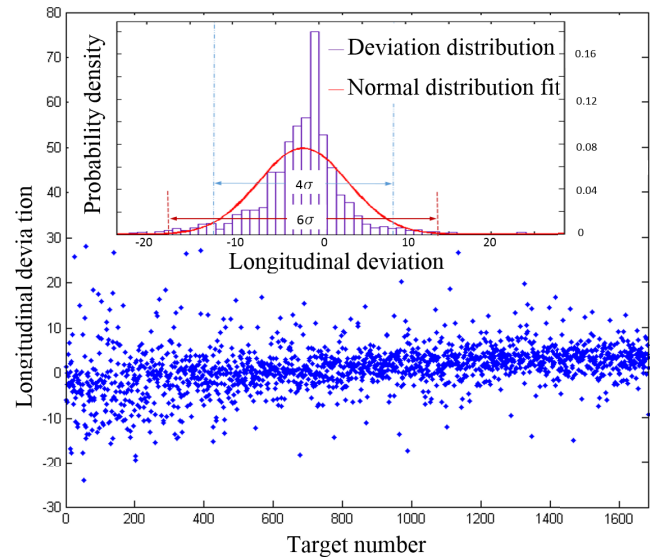 80
70
60
50
40
30
20
10
0
-10
-20
-30
Longitudinal deviation
0 200 400 600 800 1000 1200 1400 1600
Target number
Probability density
Deviation distribution
Normal distribution fit
0.16
0.12
0.08
0.04
0
4σ
6σ
-20 -10 0 10 20
Longitudinal deviation